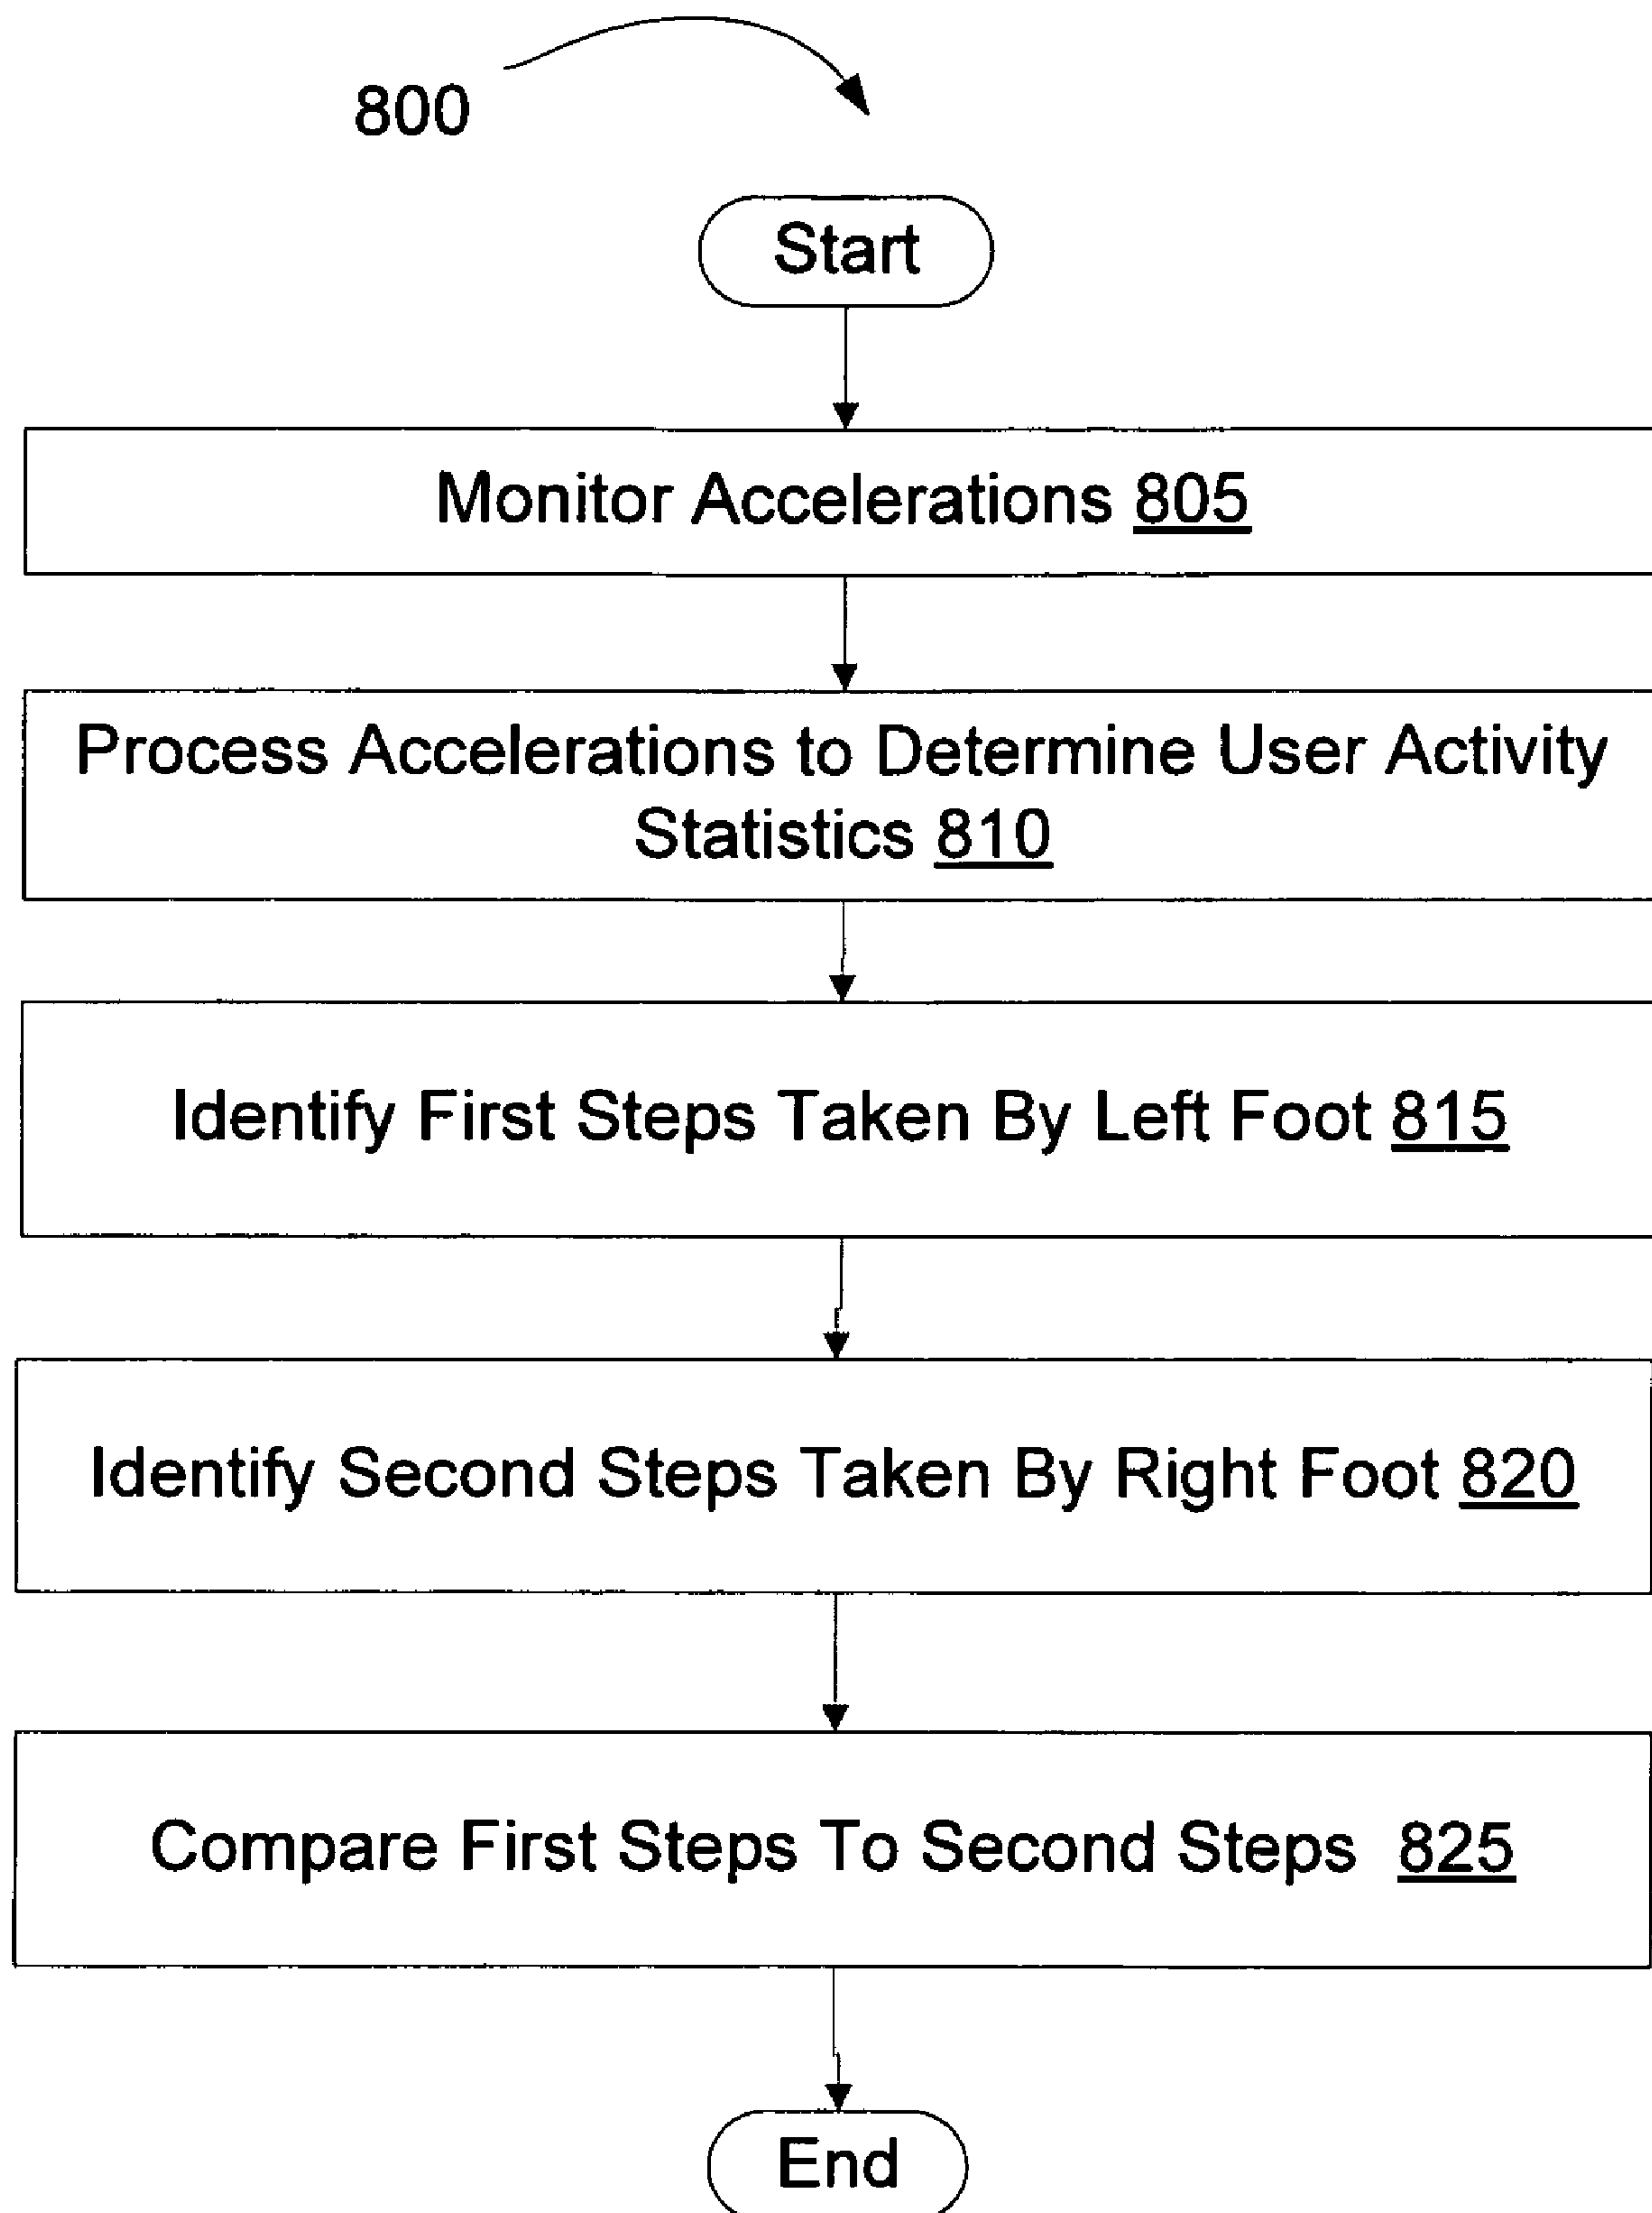 800
Start
Monitor Accelerations 805
Process Accelerations to Determine User Activity
Statistics 810
Identify First Steps Taken By Left Foot 815
Identify Second Steps Taken By Right Foot 820
Compare First Steps To Second Steps 825
End